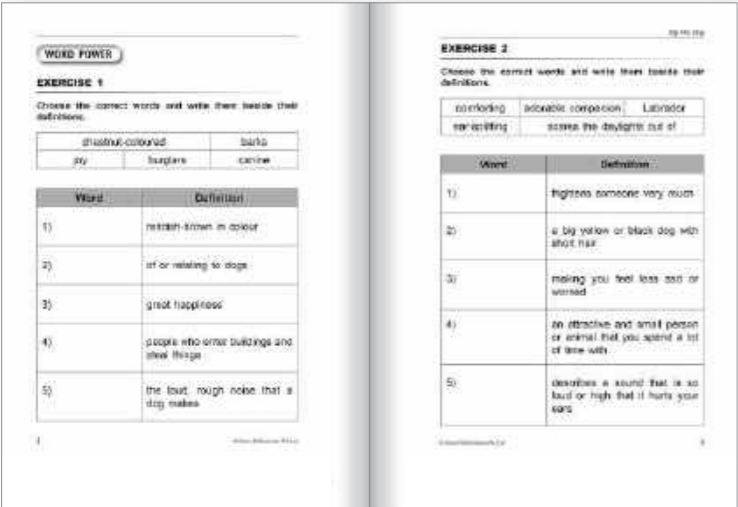 WORD POWER
EXERCISE 1
Choose the correct words and write them beside their
definitions.
chestnut-coloured barks
joy burglars canine
Word Definition
1) reddish-brown in colour
2) of or relating to dogs
3) great happiness
4) people who enter buildings and
steal things
5) the loud, rough noise that a
dog makes
My Pet Dog
EXERCISE 2
Choose the correct words and write them beside their
definitions.
comforting adorable companion Labrador
ear-splitting scares the daylights out of
Word Definition
1) frightens someone very much
2) a big yellow or black dog with
short hair
3) making you feel less sad or
worried
4) an attractive and small person
or animal that you spend a lot
of time with
5) describes a sound that is so
loud or high that it hurts your
ears